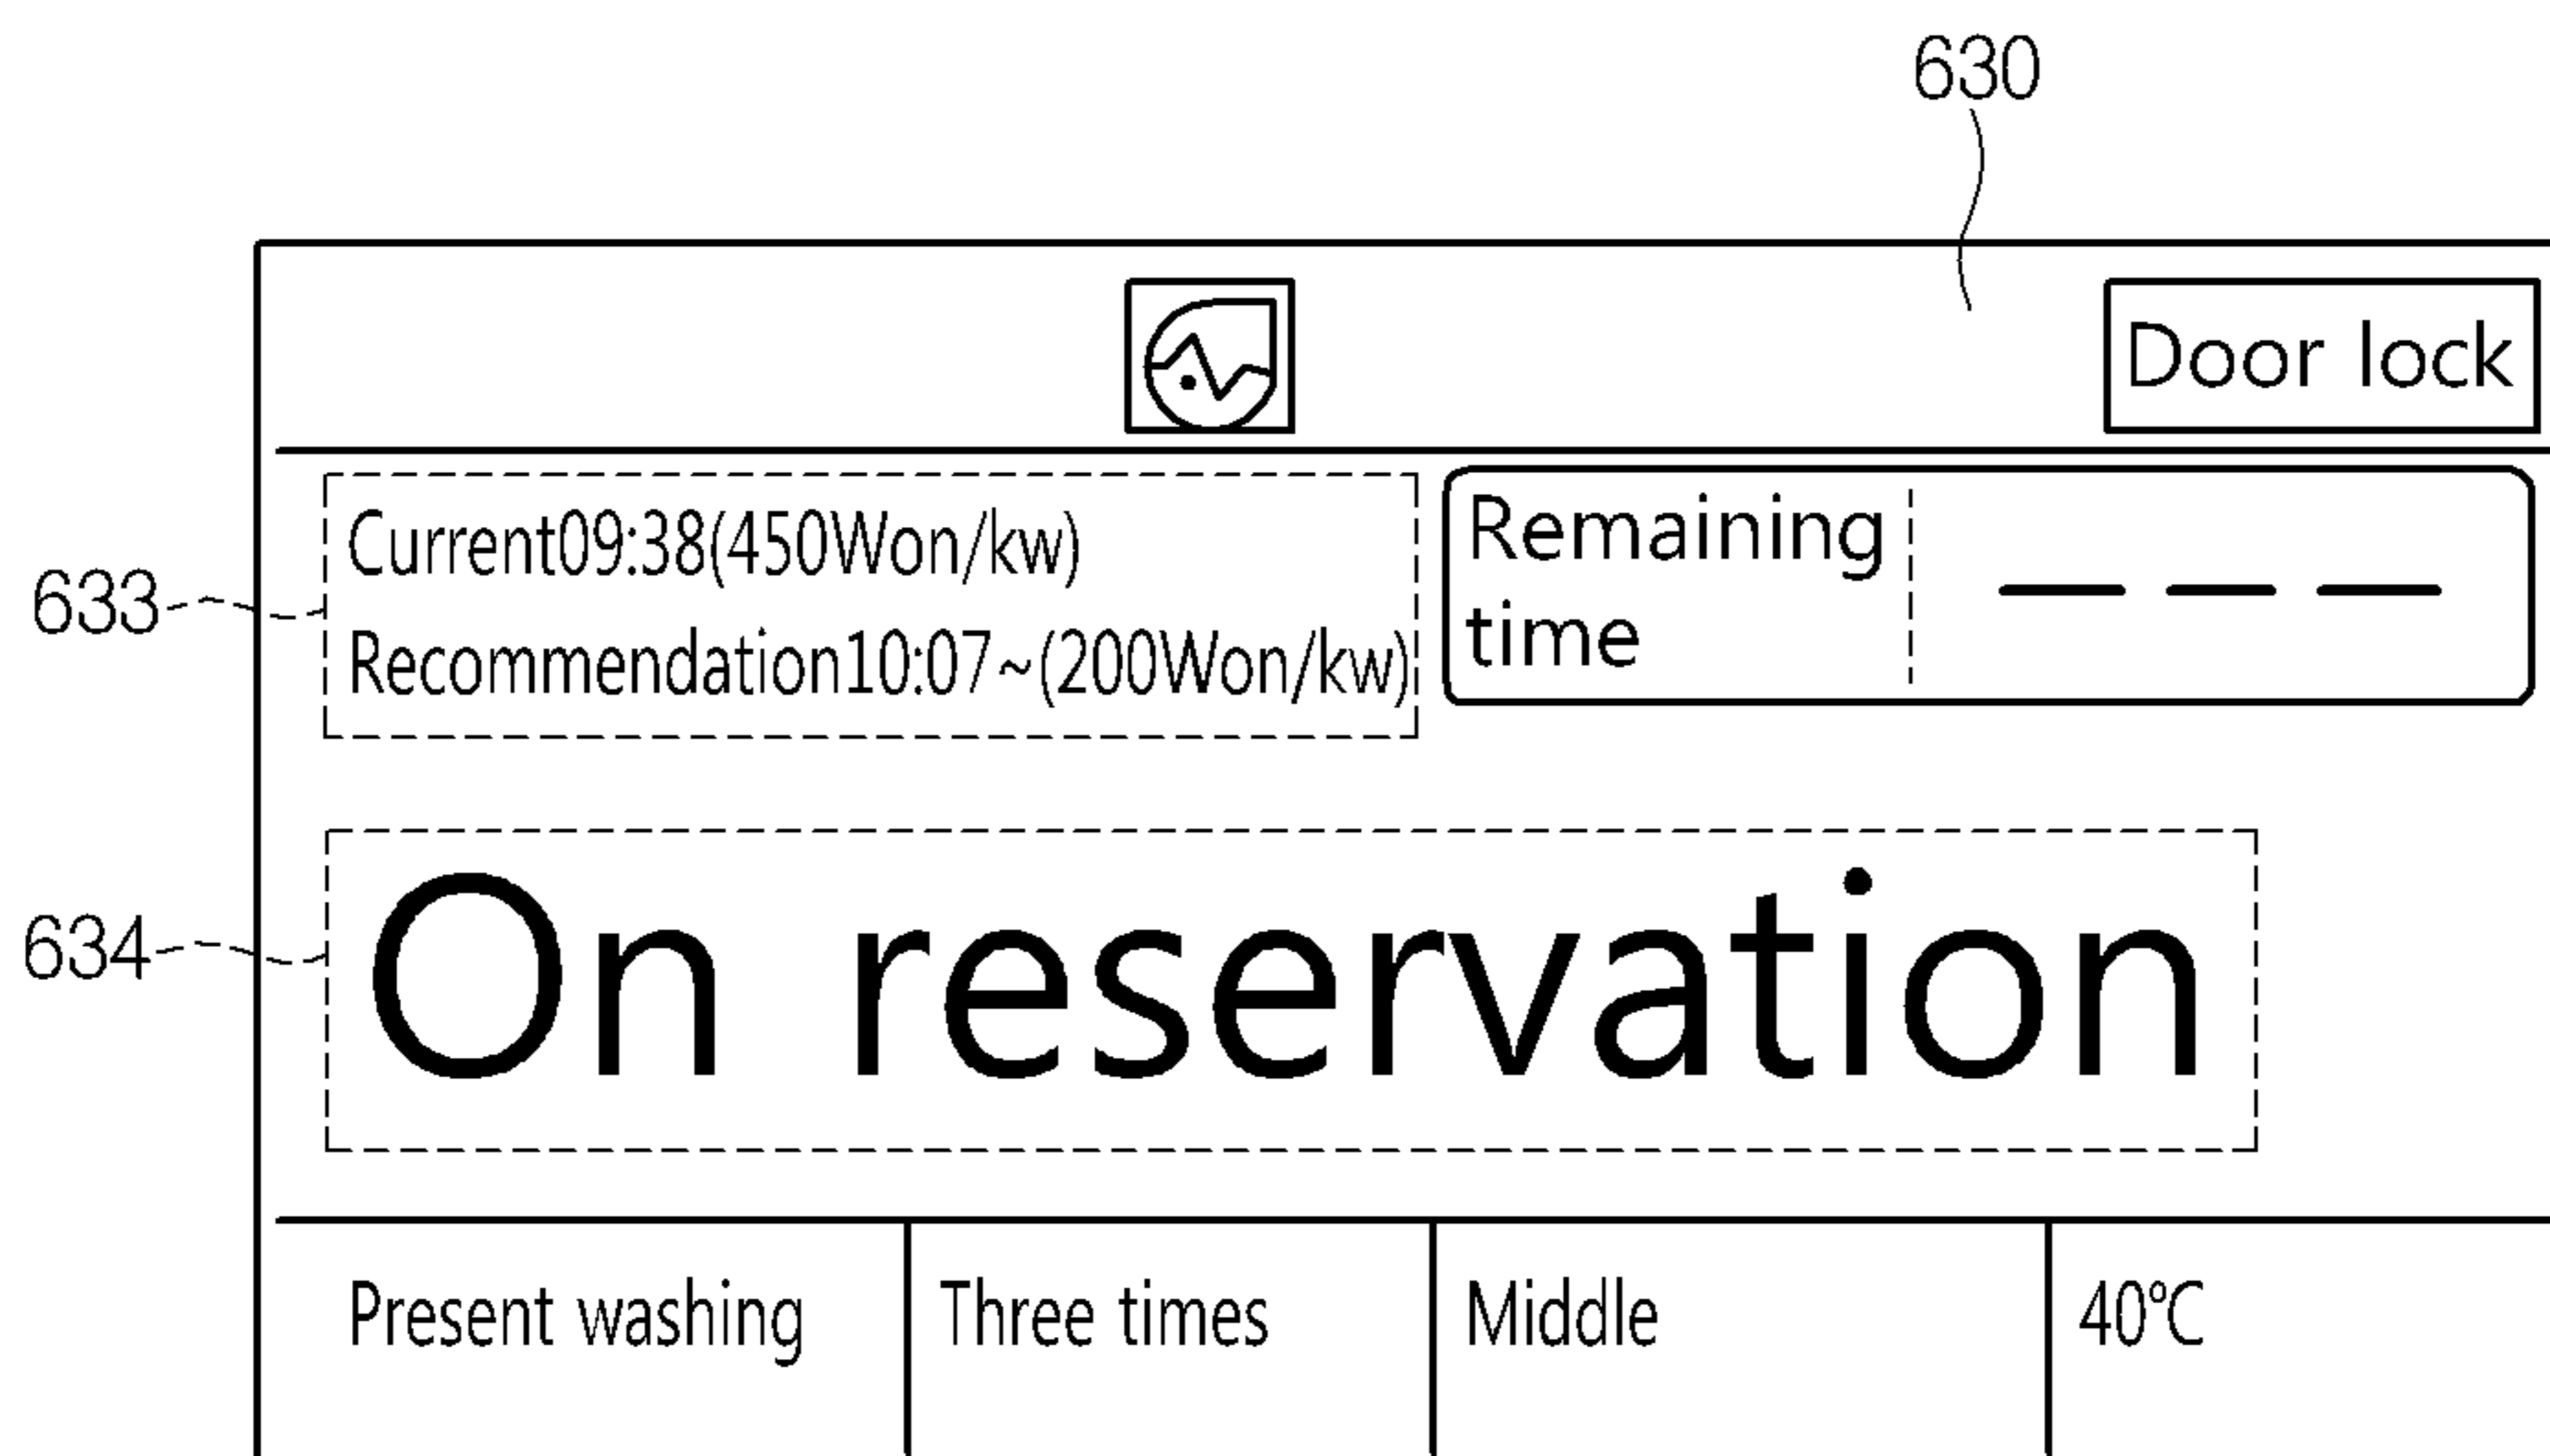 630
Door lock
633
Current09:38(450Won/kw)
Recommendation10:07~(200Won/kw)
Remaining
time
– – –
634
On reservation
Present washing
Three times
Middle
40℃